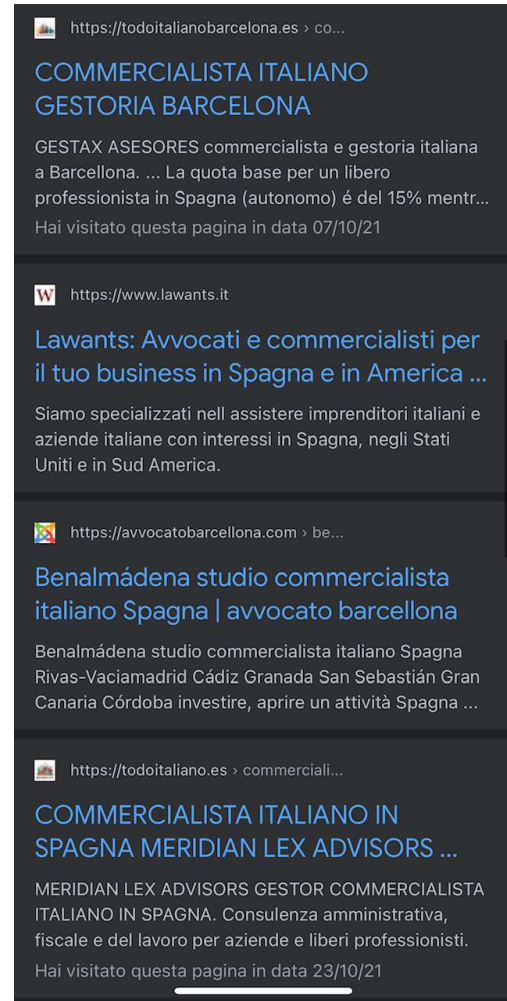 https://todoitalianobarcelona.es › co...
COMMERCIALISTA ITALIANO
GESTORIA BARCELONA
GESTAX ASESORES commercialista e gestoria italiana
a Barcellona. ... La quota base per un libero
professionista in Spagna (autonomo) é del 15% mentr...
Hai visitato questa pagina in data 07/10/21
W https://www.lawants.it
Lawants: Avvocati e commercialisti per
il tuo business in Spagna e in America ...
Siamo specializzati nell assistere imprenditori italiani e
aziende italiane con interessi in Spagna, negli Stati
Uniti e in Sud America.
https://avvocatobarcellona.com › be...
Benalmádena studio commercialista
italiano Spagna | avvocato barcellona
Benalmádena studio commercialista italiano Spagna
Rivas-Vaciamadrid Cádiz Granada San Sebastián Gran
Canaria Córdoba investire, aprire un attività Spagna ...
https://todoitaliano.es › commerciali...
COMMERCIALISTA ITALIANO IN
SPAGNA MERIDIAN LEX ADVISORS ...
MERIDIAN LEX ADVISORS GESTOR COMMERCIALISTA
ITALIANO IN SPAGNA. Consulenza amministrativa,
fiscale e del lavoro per aziende e liberi professionisti.
Hai visitato questa pagina in data 23/10/21